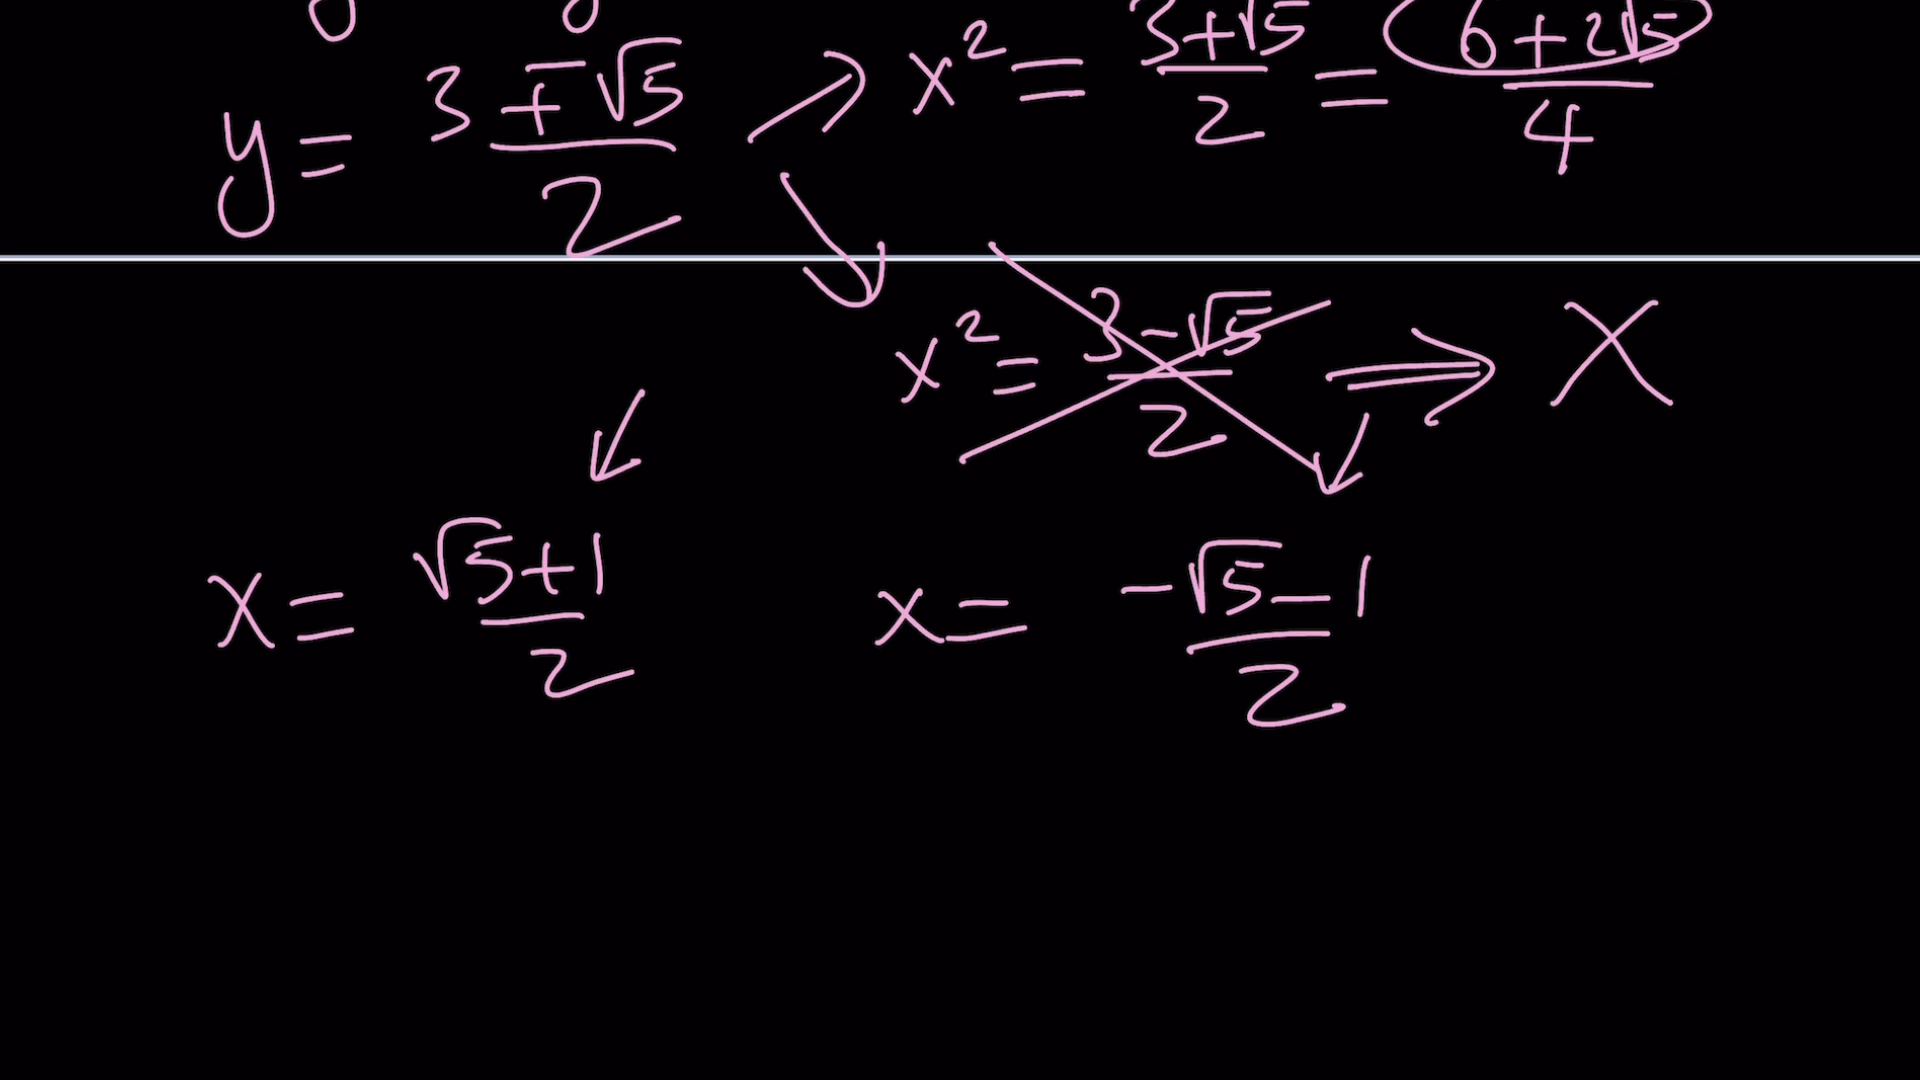 y = (3 ± √5)/2 ↗ x² = (3+√5)/2 = (6+2√5)/4
↘ x² = (3-√5)/2 ⇒ X
x = (√5+1)/2 x = (-√5-1)/2